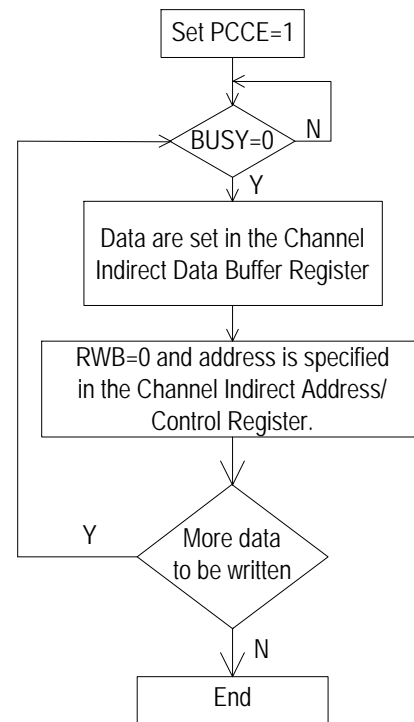 Set PCCE=1
BUSY=0
N
Y
Data are set in the Channel
Indirect Data Buffer Register
RWB=0 and address is specified
in the Channel Indirect Address/
Control Register.
Y
More data
to be written
N
End